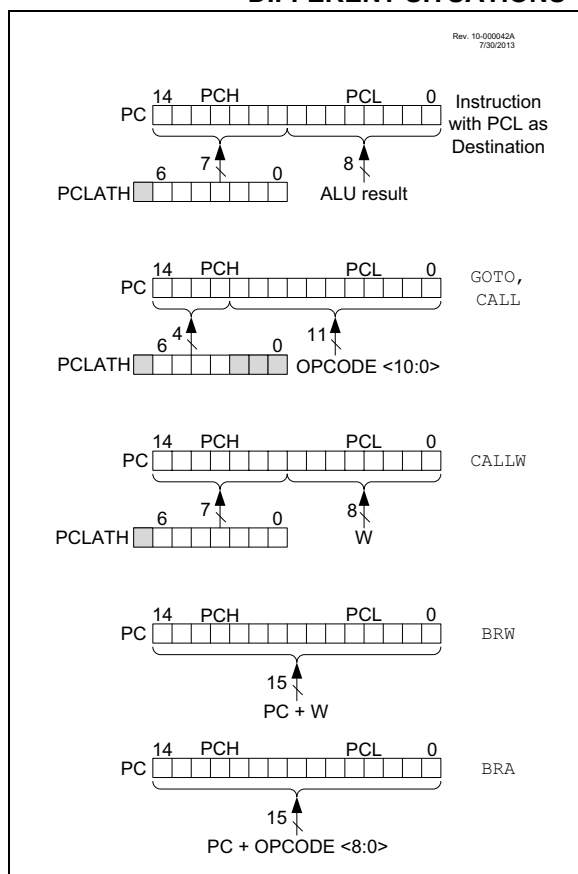 Rev. 10-000042A
7/30/2013
14 PCH PCL 0
PC
Instruction
with PCL as
Destination
7 8
6 0
PCLATH
ALU result
14 PCH PCL 0
PC
GOTO,
CALL
4 11
6 0
PCLATH
OPCODE <10:0>
14 PCH PCL 0
PC
CALLW
7 8
6 0
PCLATH
W
14 PCH PCL 0
PC
BRW
15
PC + W
14 PCH PCL 0
PC
BRA
15
PC + OPCODE <8:0>